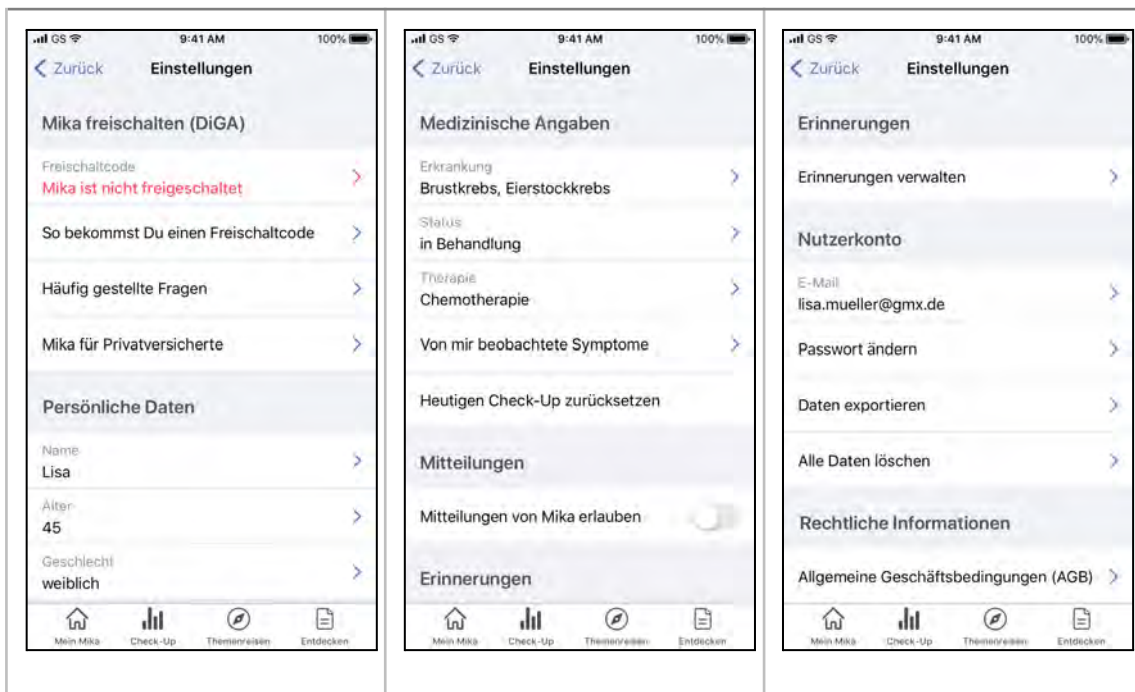 GS 9:41 AM 100%
Zurück Einstellungen
Mika freischalten (DiGA)
Freischaltcode
Mika ist nicht freigeschaltet
So bekommst Du einen Freischaltcode
Häufig gestellte Fragen
Mika für Privatversicherte
Persönliche Daten
Name
Lisa
Alter
45
Geschlecht
weiblich
Mein Mika Check-Up Themenreisen Entdecken
GS 9:41 AM 100%
Zurück Einstellungen
Medizinische Angaben
Erkrankung
Brustkrebs, Eierstockkrebs
Status
in Behandlung
Therapie
Chemotherapie
Von mir beobachtete Symptome
Heutigen Check-Up zurücksetzen
Mitteilungen
Mitteilungen von Mika erlauben
Erinnerungen
Mein Mika Check-Up Themenreisen Entdecken
GS 9:41 AM 100%
Zurück Einstellungen
Erinnerungen
Erinnerungen verwalten
Nutzerkonto
E-Mail
lisa.mueller@gmx.de
Passwort ändern
Daten exportieren
Alle Daten löschen
Rechtliche Informationen
Allgemeine Geschäftsbedingungen (AGB)
Mein Mika Check-Up Themenreisen Entdecken